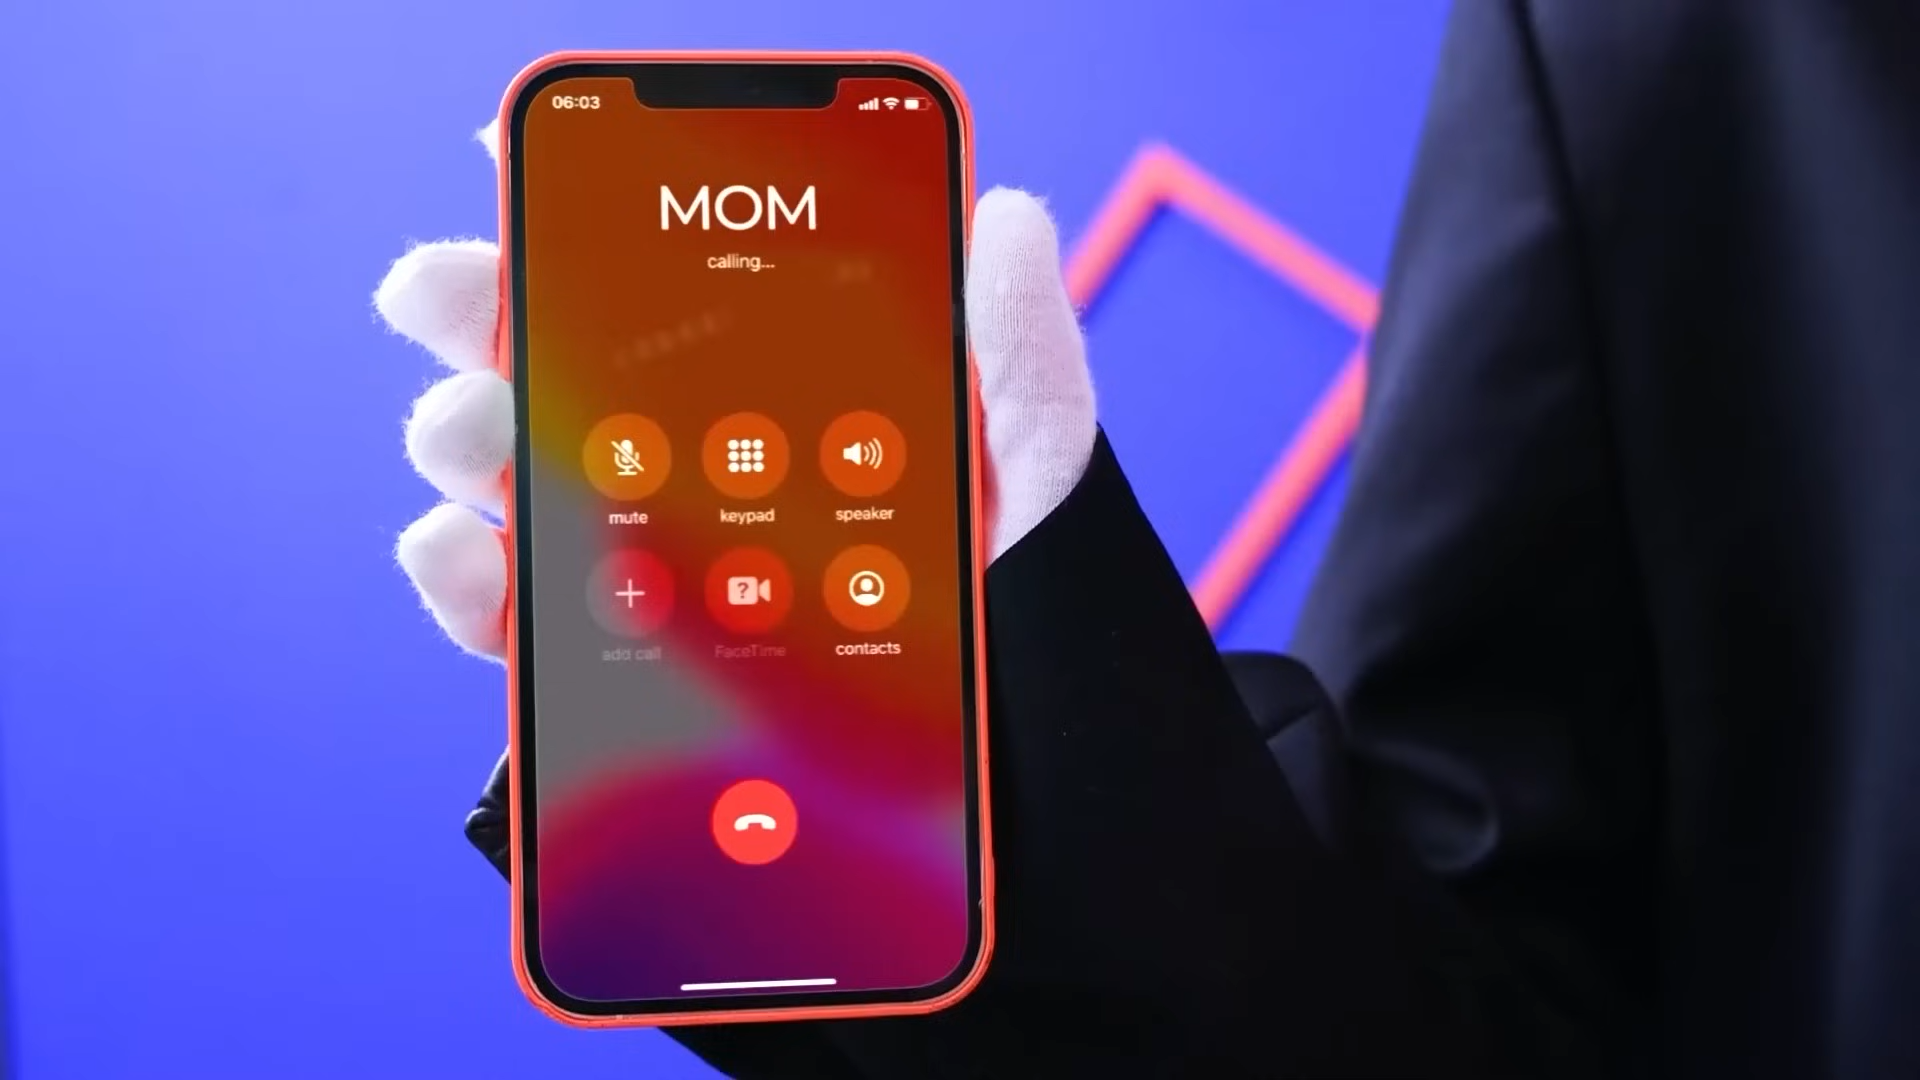 06:03
MOM
calling...
mute keypad speaker
add call FaceTime contacts